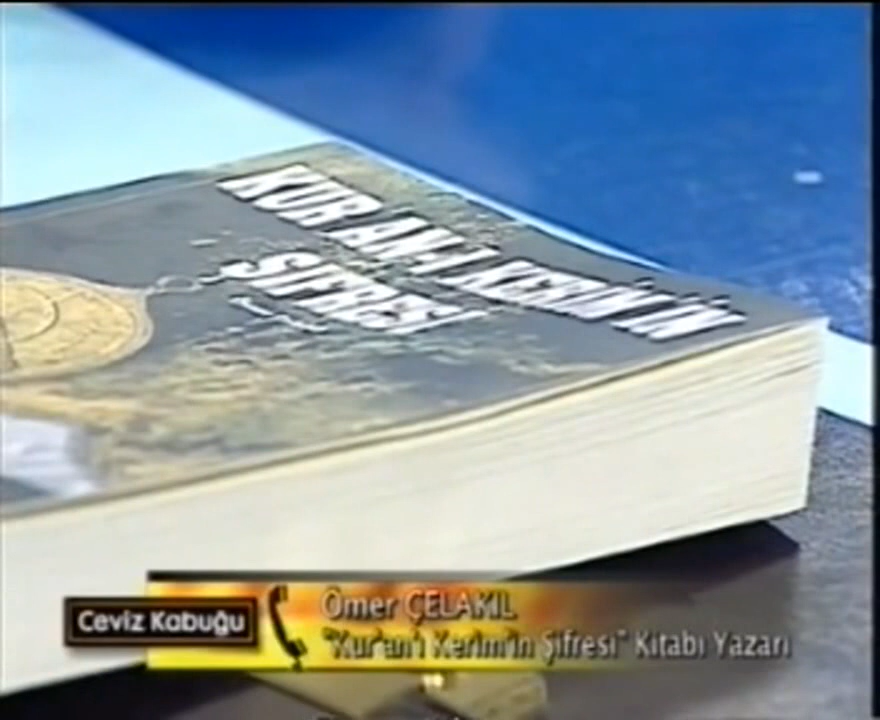 KUR'AN-I KERİM'İN
ŞİFRESİ
Ceviz Kabuğu
Ömer ÇELAKIL
"Kur'an'ı Kerim'in Şifresi" Kitabı Yazarı